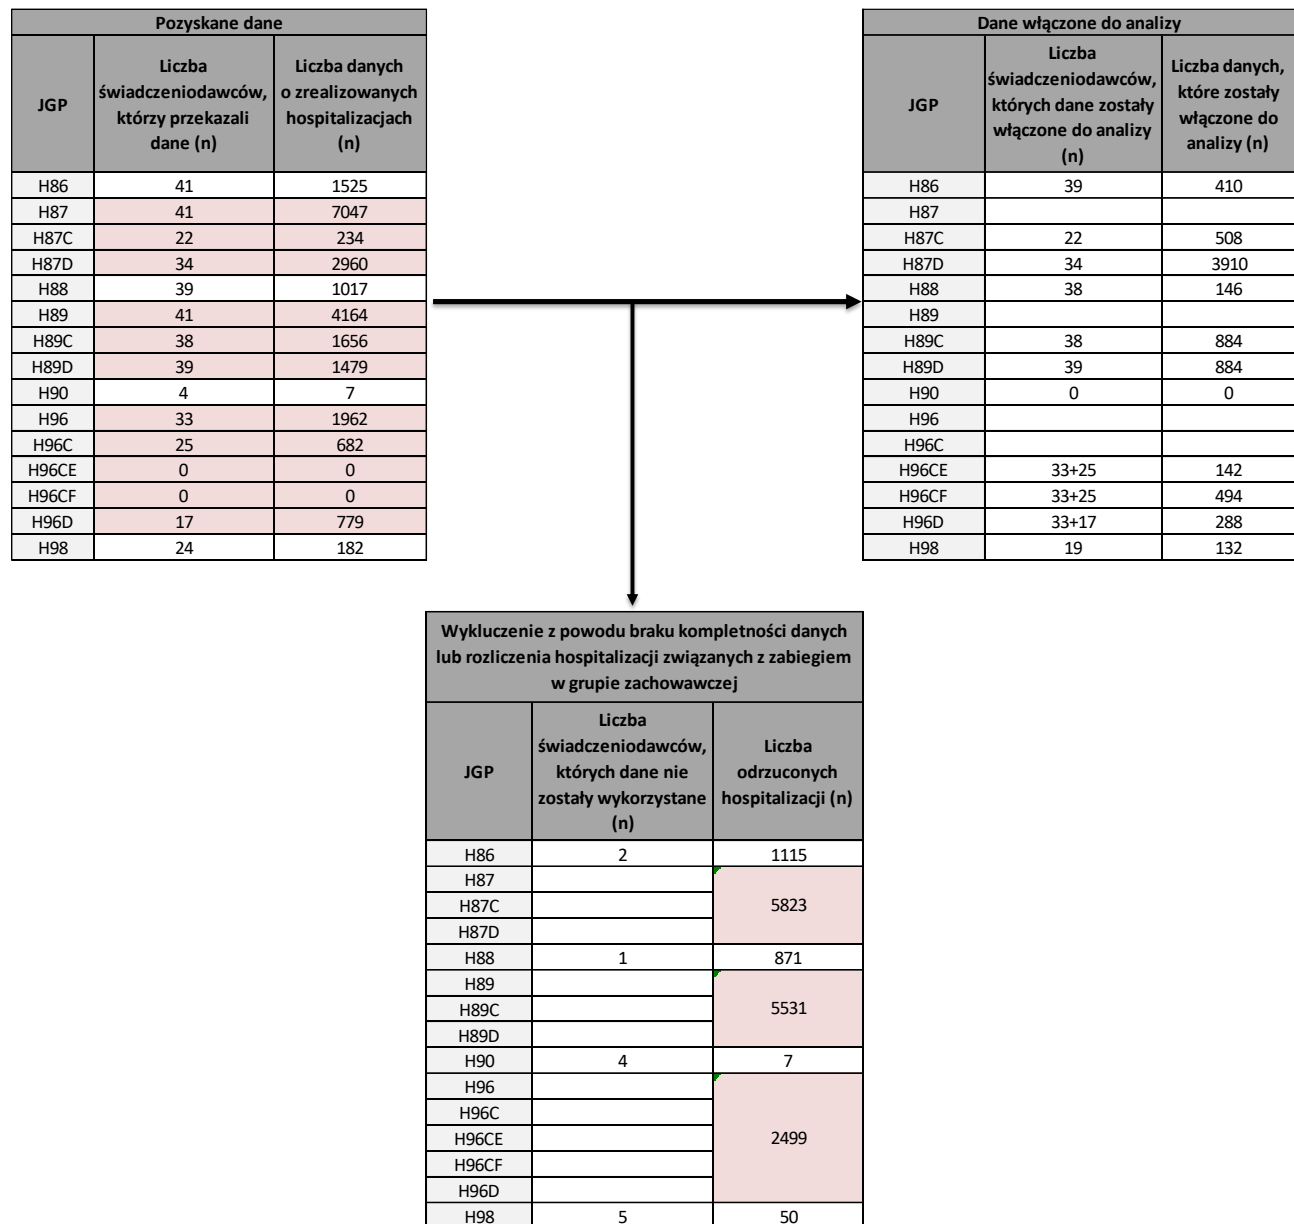 Pozyskane dane
JGP
Liczba
świadczeniodawców,
którzy przekazali
dane (n)
Liczba danych
o zrealizowanych
hospitalizacjach
(n)
H86 41 1525
H87 41 7047
H87C 22 234
H87D 34 2960
H88 39 1017
H89 41 4164
H89C 38 1656
H89D 39 1479
H90 4 7
H96 33 1962
H96C 25 682
H96CE 0 0
H96CF 0 0
H96D 17 779
H98 24 182
Dane włączone do analizy
JGP
Liczba
świadczeniodawców,
których dane zostały
włączone do analizy
(n)
Liczba danych,
które zostały
włączone do
analizy (n)
H86 39 410
H87
H87C 22 508
H87D 34 3910
H88 38 146
H89
H89C 38 884
H89D 39 884
H90 0 0
H96
H96C
H96CE 33+25 142
H96CF 33+25 494
H96D 33+17 288
H98 19 132
Wykluczenie z powodu braku kompletności danych
lub rozliczenia hospitalizacji związanych z zabiegiem
w grupie zachowawczej
JGP
Liczba
świadczeniodawców,
których dane nie
zostały wykorzystane
(n)
Liczba
odrzuconych
hospitalizacji (n)
H86 2 1115
H87
H87C 5823
H87D
H88 1 871
H89
H89C 5531
H89D
H90 4 7
H96
H96C
H96CE 2499
H96CF
H96D
H98 5 50